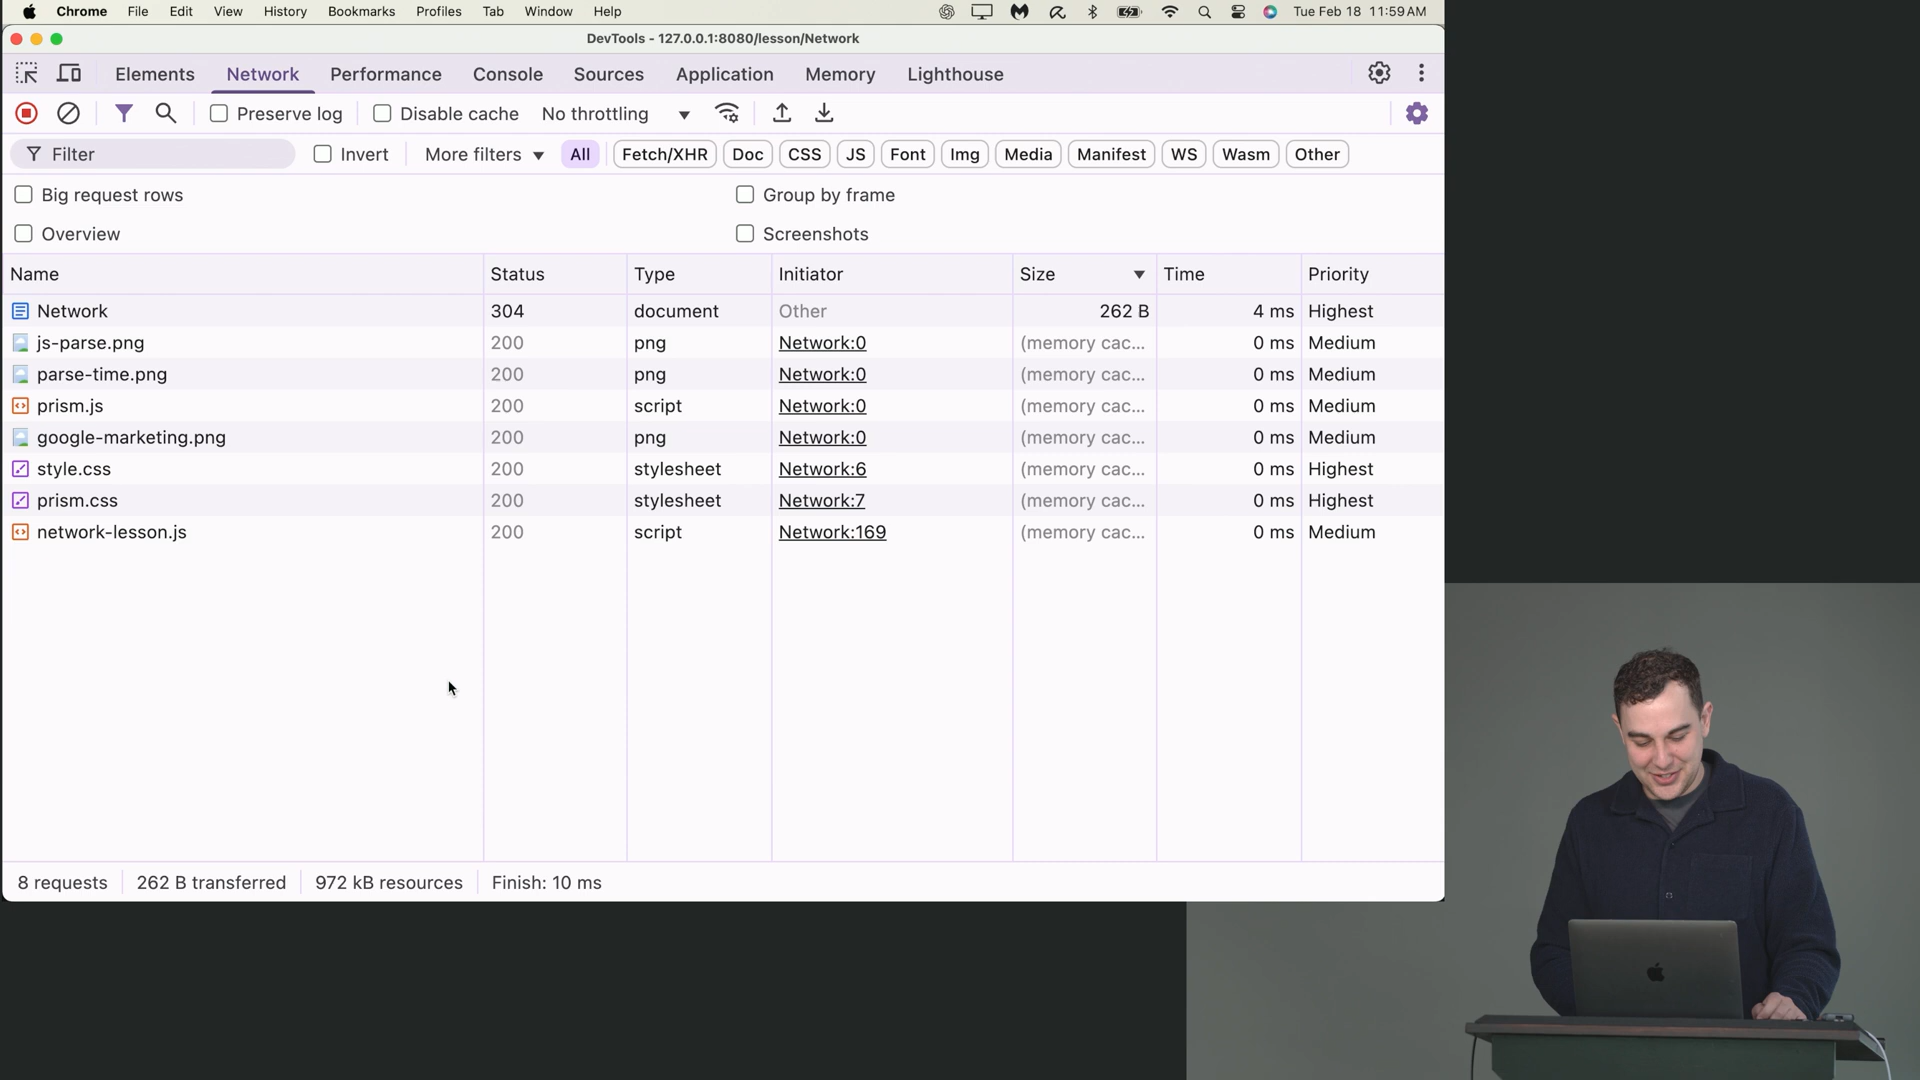 Chrome File Edit View History Bookmarks Profiles Tab Window Help Tue Feb 18 11:59 AM
DevTools - 127.0.0.1:8080/lesson/Network
Elements Network Performance Console Sources Application Memory Lighthouse
Preserve log Disable cache No throttling
Filter Invert More filters All Fetch/XHR Doc CSS JS Font Img Media Manifest WS Wasm Other
Big request rows Group by frame
Overview Screenshots
Name Status Type Initiator Size Time Priority
Network 304 document Other 262 B 4 ms Highest
js-parse.png 200 png Network:0 (memory cac... 0 ms Medium
parse-time.png 200 png Network:0 (memory cac... 0 ms Medium
prism.js 200 script Network:0 (memory cac... 0 ms Medium
google-marketing.png 200 png Network:0 (memory cac... 0 ms Medium
style.css 200 stylesheet Network:6 (memory cac... 0 ms Highest
prism.css 200 stylesheet Network:7 (memory cac... 0 ms Highest
network-lesson.js 200 script Network:169 (memory cac... 0 ms Medium
8 requests 262 B transferred 972 kB resources Finish: 10 ms